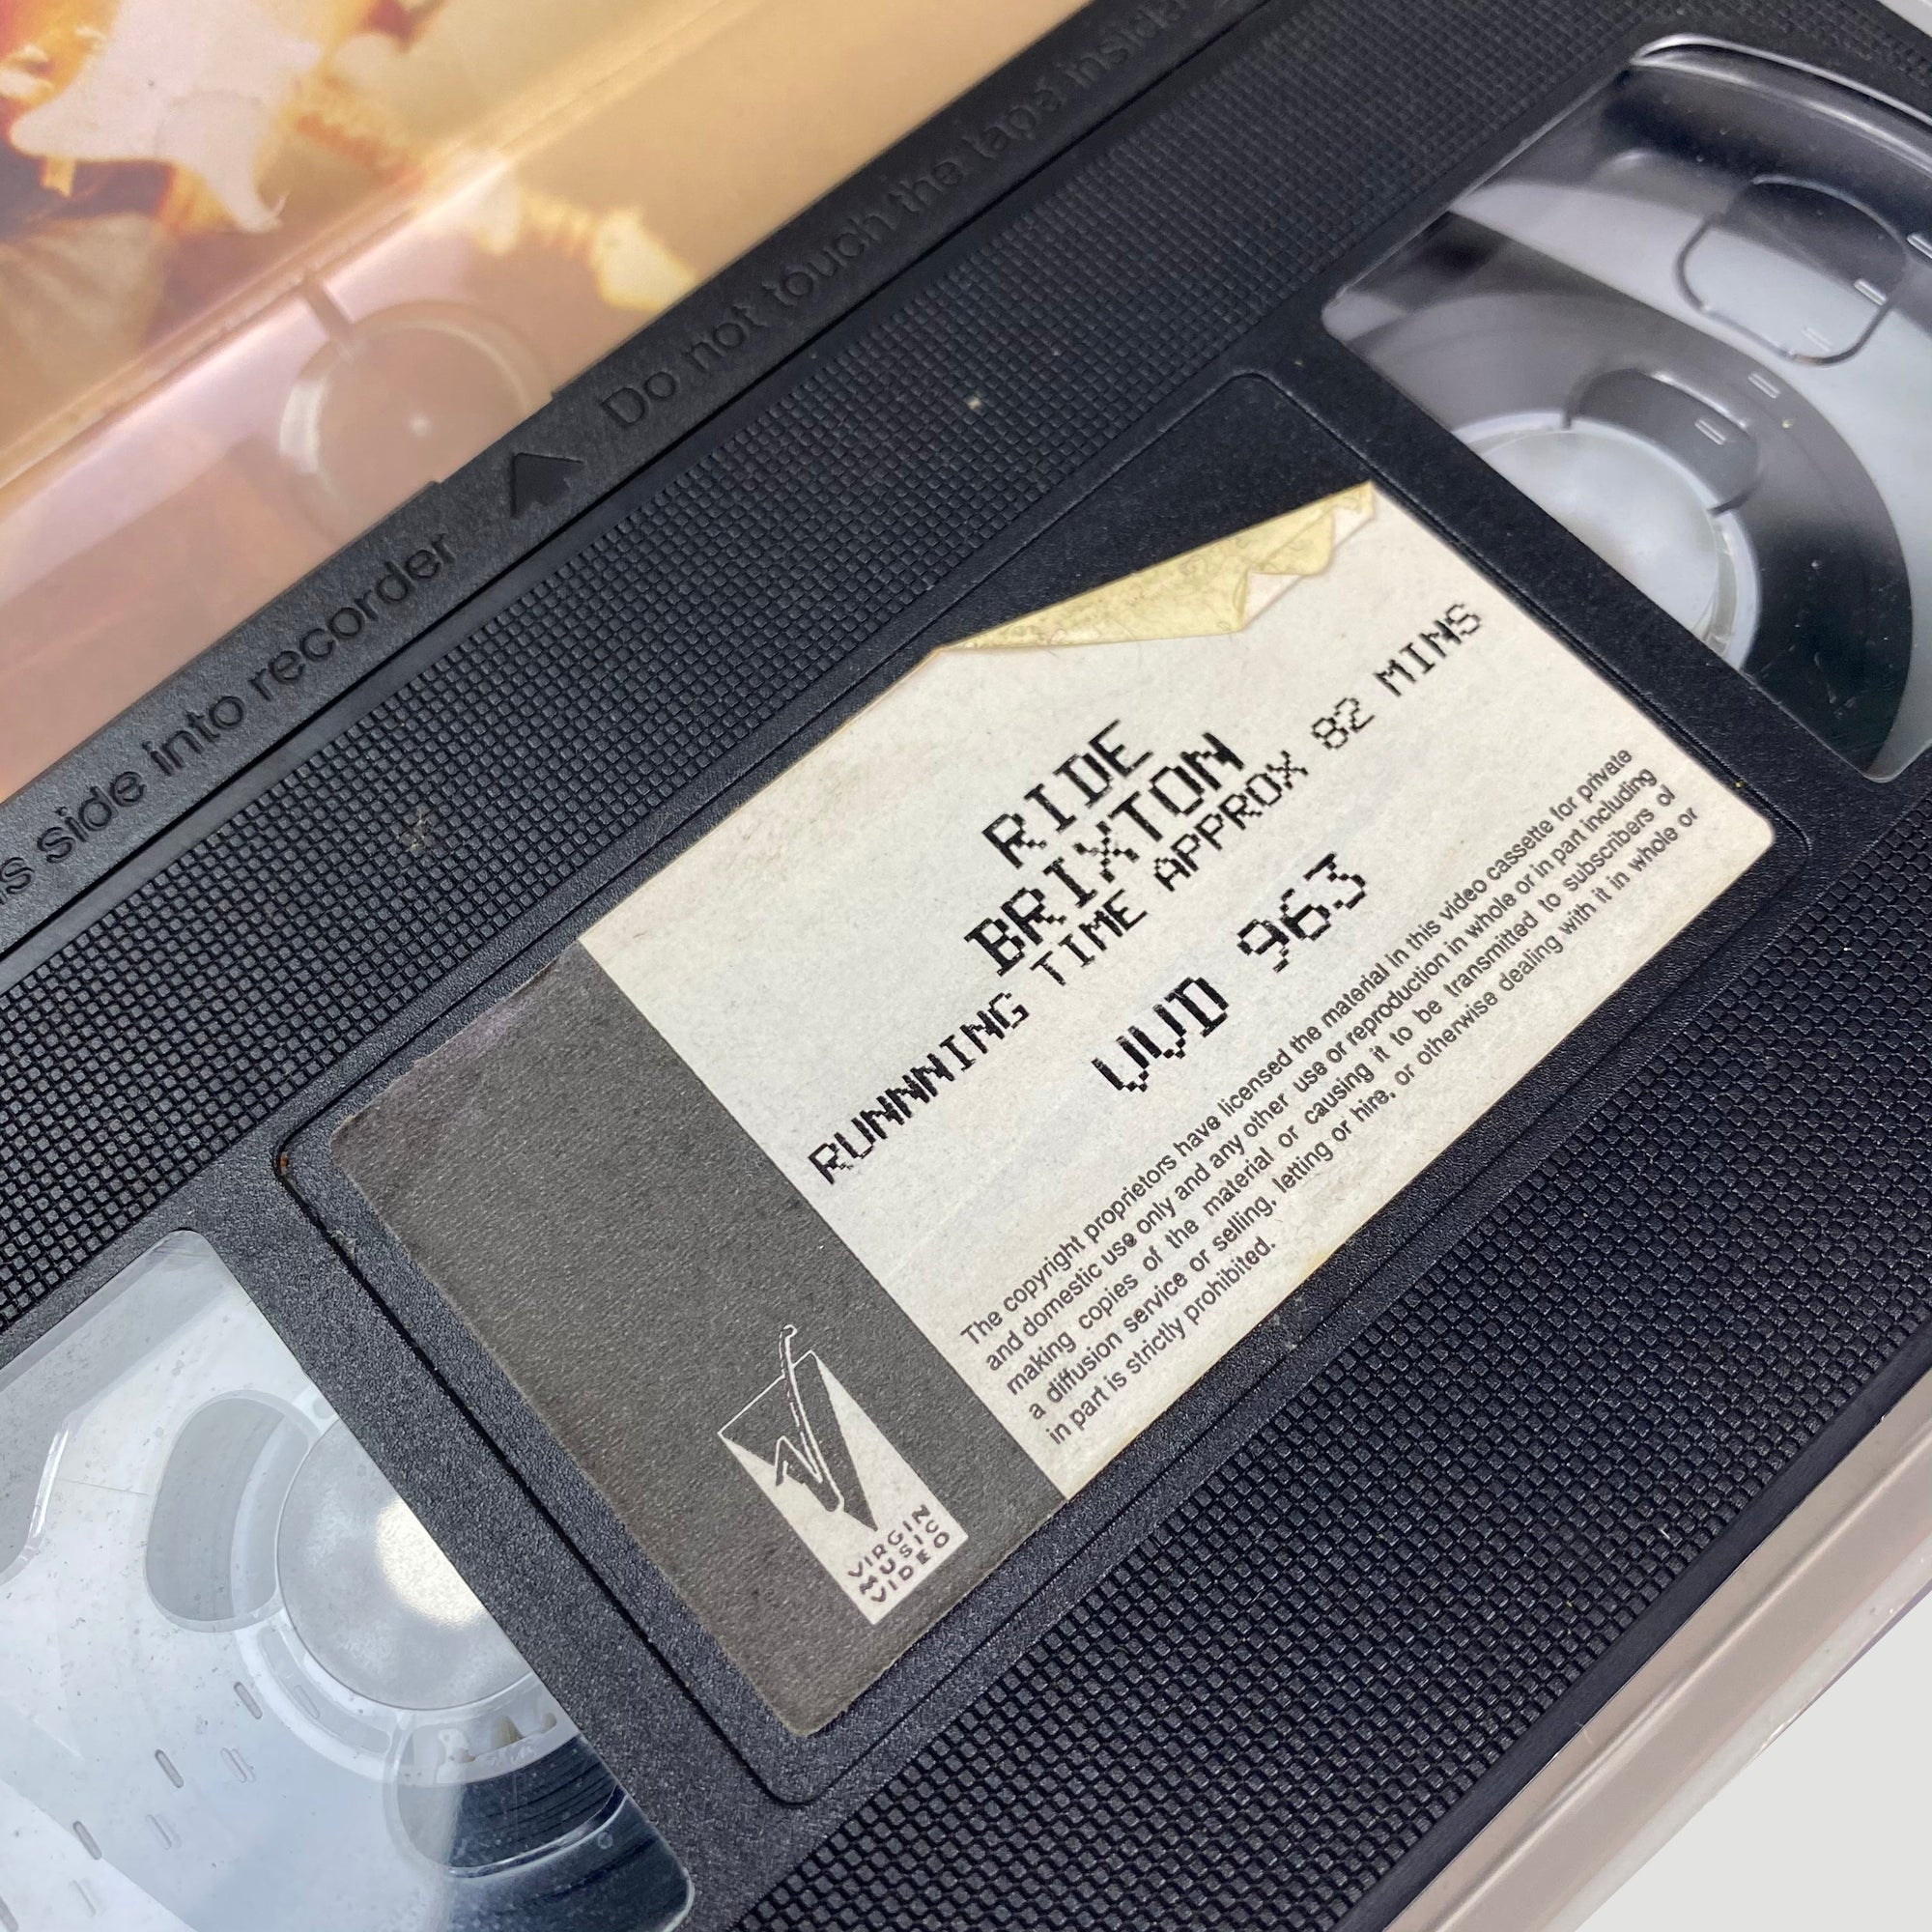 is side into recorder ▲ Do not touch the tape inside
RIDE
BRIXTON
RUNNNING TIME APPROX 82 MINS
VVD 963
The copyright proprietors have licensed the material in this video cassette for private
and domestic use only and any other use or reproduction in whole or in part including
making copies of the material or causing it to be transmitted to subscribers of
a diffusion service or selling, letting or hire, or otherwise dealing with it in whole or
in part is strictly prohibited.
VIRGIN
MUSIC
VIDEO